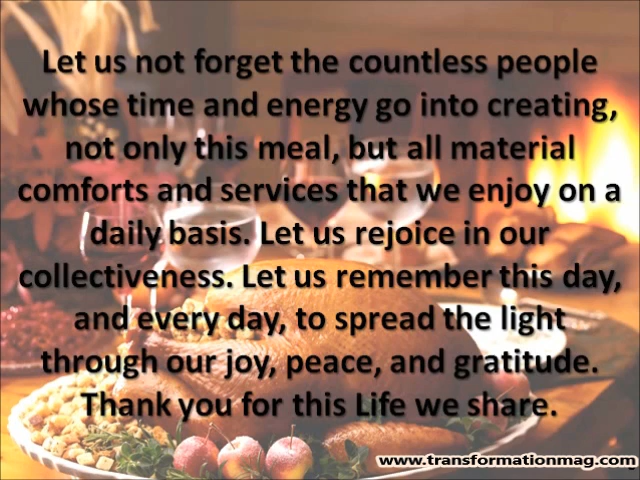 Let us not forget the countless people
whose time and energy go into creating,
not only this meal, but all material
comforts and services that we enjoy on a
daily basis. Let us rejoice in our
collectiveness. Let us remember this day,
and every day, to spread the light
through our joy, peace, and gratitude.
Thank you for this Life we share.
www.transformationmag.com